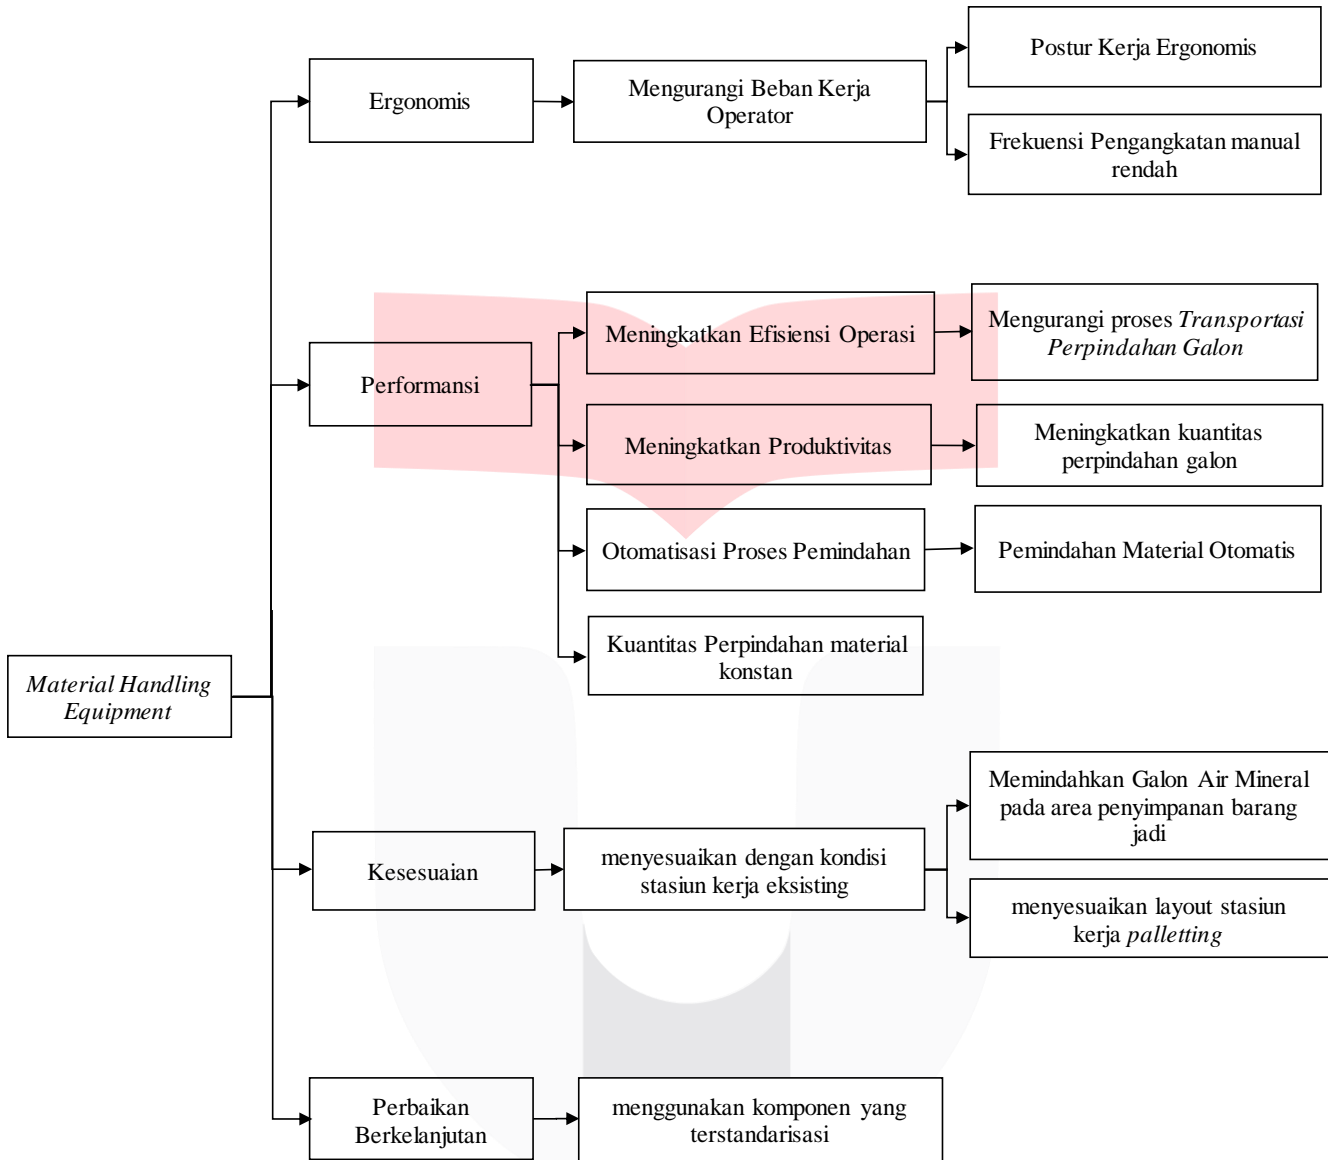 Postur Kerja Ergonomis
Ergonomis
Mengurangi Beban Kerja
Operator
Frekuensi Pengangkatan manual
rendah
Meningkatkan Efisiensi Operasi
Mengurangi proses Transportasi
Perpindahan Galon
Performansi
Meningkatkan Produktivitas
Meningkatkan kuantitas
perpindahan galon
Otomatisasi Proses Pemindahan
Pemindahan Material Otomatis
Kuantitas Perpindahan material
konstan
Material Handling
Equipment
Memindahkan Galon Air Mineral
pada area penyimpanan barang
jadi
Kesesuaian
menyesuaikan dengan kondisi
stasiun kerja eksisting
menyesuaikan layout stasiun
kerja palletting
Perbaikan
Berkelanjutan
menggunakan komponen yang
terstandarisasi